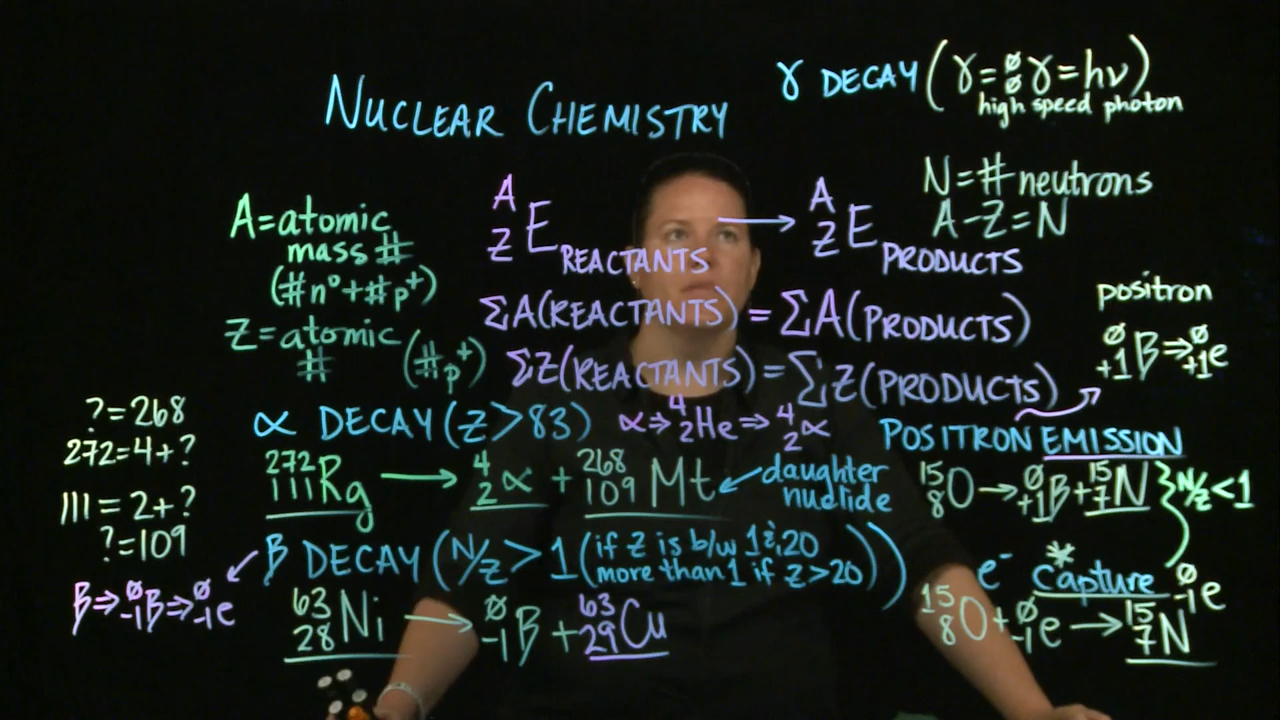 NUCLEAR CHEMISTRY
γ DECAY (γ = ⁰₀γ = hν)
high speed photon
N = # neutrons
A - Z = N
A = atomic
mass #
(# n⁰ + # p⁺)
Z = atomic
# (# p⁺)
ᴬ_Z E REACTANTS → ᴬ_Z E PRODUCTS
ΣA(REACTANTS) = ΣA(PRODUCTS)
ΣZ(REACTANTS) = ΣZ(PRODUCTS)
positron
⁰₊₁β ⇒ ⁰₊₁e
? = 268
272 = 4 + ?
111 = 2 + ?
? = 109
α DECAY (Z > 83) α ⇒ ⁴₂He ⇒ ⁴₂α
²⁷²₁₁₁Rg → ⁴₂α + ²⁶⁸₁₀₉Mt
daughter
nuclide
β DECAY (N/Z > 1 (if Z is b/w 1 & 20
more than 1 if Z > 20))
β ⇒ ⁰₋₁β ⇒ ⁰₋₁e
⁶³₂₈Ni → ⁰₋₁β + ⁶³₂₉Cu
POSITRON EMISSION
¹⁵₈O → ⁰₊₁β + ¹⁵₇N } N/Z < 1
e⁻ *capture ⁰₋₁e
¹⁵₈O + ⁰₋₁e → ¹⁵₇N